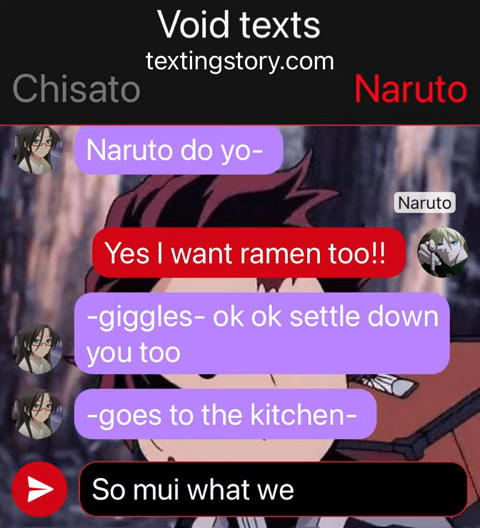 Void texts
textingstory.com
Chisato Naruto
Naruto do yo-
Naruto
Yes I want ramen too!!
-giggles- ok ok settle down
you too
-goes to the kitchen-
So mui what we